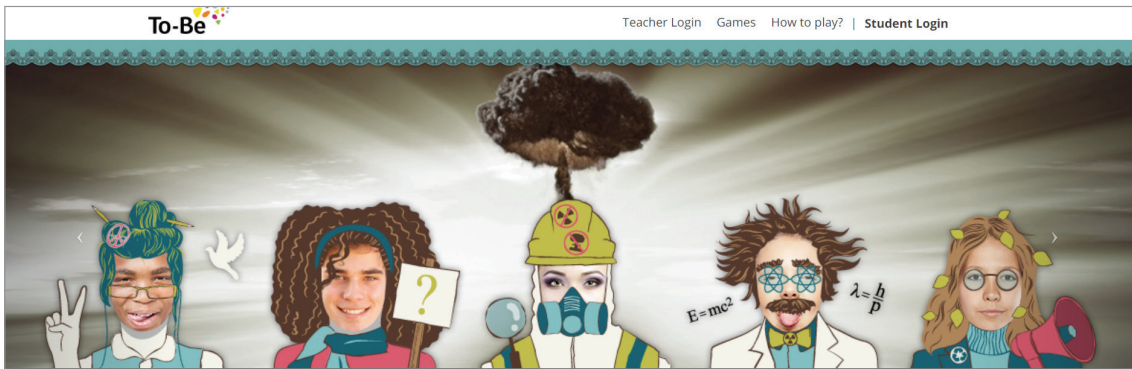 To-Be
Teacher Login Games How to play? | Student Login
?
E=mc²
λ=h/p